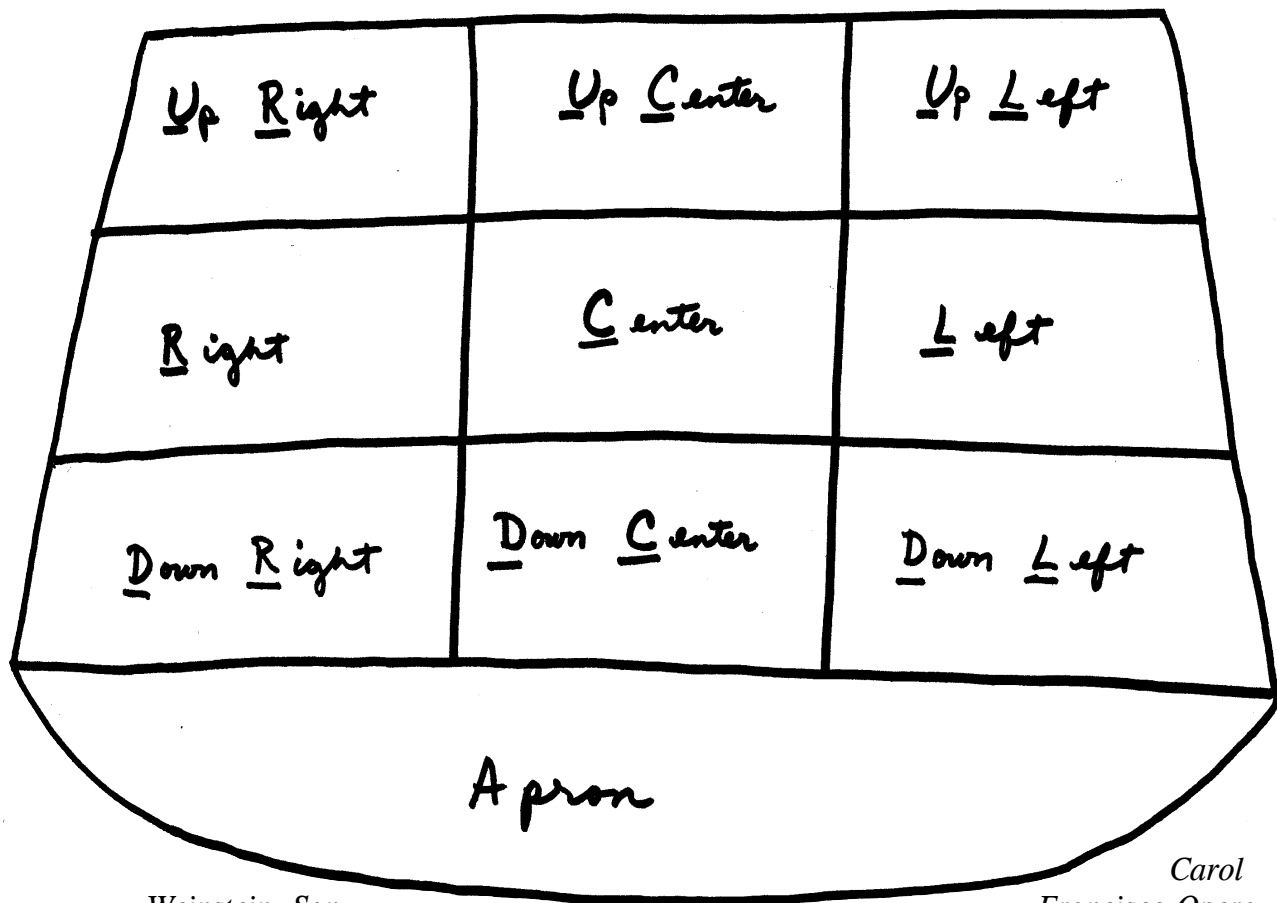 Up Right Up Center Up Left
Right Center Left
Down Right Down Center Down Left
Apron
Carol
Weinstein, San Francisco Opera